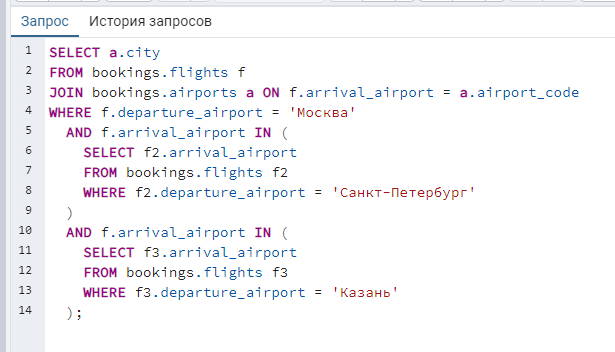 Запрос История запросов
1 SELECT a.city
2 FROM bookings.flights f
3 JOIN bookings.airports a ON f.arrival_airport = a.airport_code
4 WHERE f.departure_airport = 'Москва'
5 AND f.arrival_airport IN (
6 SELECT f2.arrival_airport
7 FROM bookings.flights f2
8 WHERE f2.departure_airport = 'Санкт-Петербург'
9 )
10 AND f.arrival_airport IN (
11 SELECT f3.arrival_airport
12 FROM bookings.flights f3
13 WHERE f3.departure_airport = 'Казань'
14 );